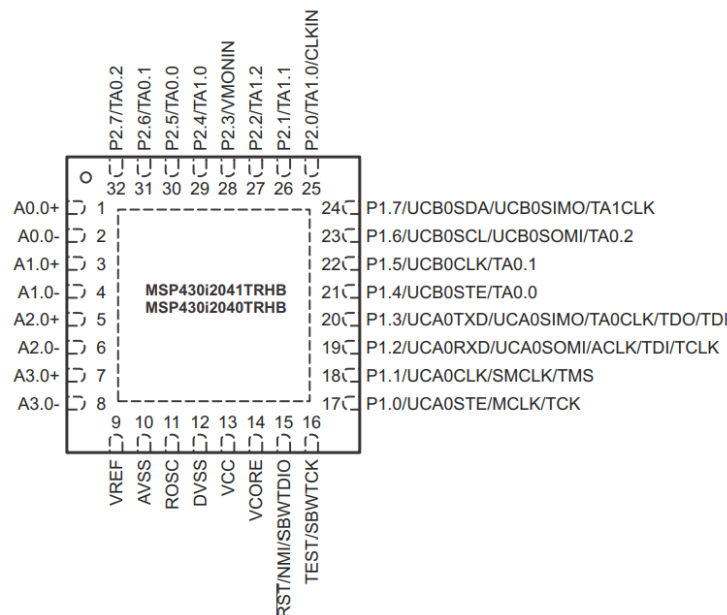 P2.7/TA0.2
P2.6/TA0.1
P2.5/TA0.0
P2.4/TA1.0
P2.3/VMONIN
P2.2/TA1.2
P2.1/TA1.1
P2.0/TA1.0/CLKIN
32 31 30 29 28 27 26 25
A0.0+ 1
A0.0- 2
A1.0+ 3
A1.0- 4
A2.0+ 5
A2.0- 6
A3.0+ 7
A3.0- 8
MSP430i2041TRHB
MSP430i2040TRHB
24 P1.7/UCB0SDA/UCB0SIMO/TA1CLK
23 P1.6/UCB0SCL/UCB0SOMI/TA0.2
22 P1.5/UCB0CLK/TA0.1
21 P1.4/UCB0STE/TA0.0
20 P1.3/UCA0TXD/UCA0SIMO/TA0CLK/TDO/TDI
19 P1.2/UCA0RXD/UCA0SOMI/ACLK/TDI/TCLK
18 P1.1/UCA0CLK/SMCLK/TMS
17 P1.0/UCA0STE/MCLK/TCK
9 10 11 12 13 14 15 16
VREF
AVSS
ROSC
DVSS
VCC
VCORE
RST/NMI/SBWTDIO
TEST/SBWTCK